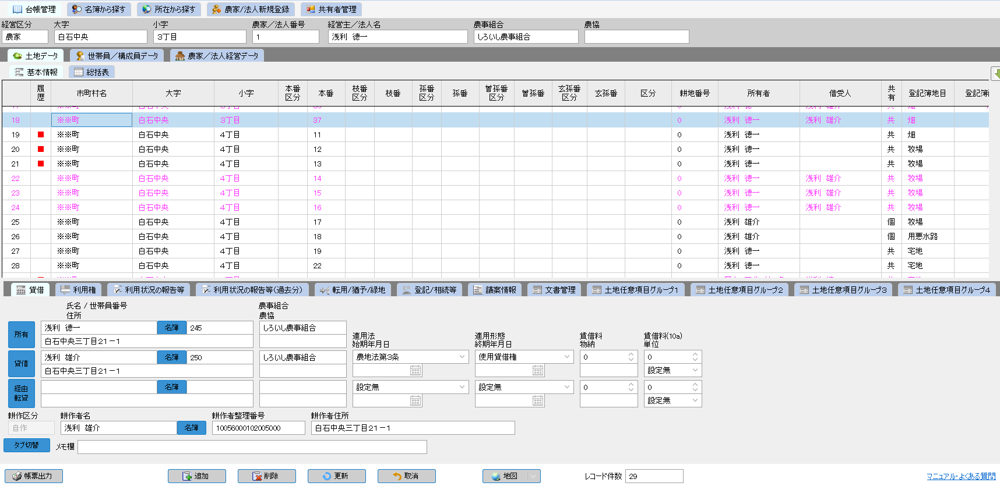 台帳管理 名簿から探す 所在から探す 農家/法人新規登録 共有者管理
経営区分 大字 小字 農家／法人番号 経営主／法人名 農事組合 農協
農家 白石中央 3丁目 1 浅利 徳一 しろいし農事組合
土地データ 世帯員／構成員データ 農家／法人経営データ
基本情報 総括表
履歴 市町村名 大字 小字 本番区分 本番 枝番区分 枝番 孫番区分 孫番 曽孫番区分 曽孫番 玄孫番区分 玄孫番 区分 耕地番号 所有者 借受人 共有 登記簿地目
18 ※※町 白石中央 3丁目 37 0 浅利 徳一 浅利 雄介 共 畑
19 ■ ※※町 白石中央 4丁目 11 0 浅利 徳一 共 畑
20 ■ ※※町 白石中央 4丁目 12 0 浅利 徳一 共 牧場
21 ■ ※※町 白石中央 4丁目 13 0 浅利 徳一 共 牧場
22 ※※町 白石中央 4丁目 14 0 浅利 徳一 浅利 雄介 共 牧場
23 ※※町 白石中央 4丁目 15 0 浅利 徳一 浅利 雄介 共 牧場
24 ※※町 白石中央 4丁目 16 0 浅利 徳一 浅利 雄介 共 牧場
25 ※※町 白石中央 4丁目 17 0 浅利 雄介 個 牧場
26 ※※町 白石中央 4丁目 18 0 浅利 雄介 個 用悪水路
27 ※※町 白石中央 4丁目 19 0 浅利 徳一 共 宅地
28 ※※町 白石中央 4丁目 22 0 浅利 徳一 共 宅地
貸借 利用権 利用状況の報告等 利用状況の報告等(過去分) 転用/猶予/緑地 登記/相続等 議案情報 文書管理 土地任意項目グループ1 土地任意項目グループ2 土地任意項目グループ3 土地任意項目グループ4
氏名 / 世帯員番号 農事組合
住所 農協
所有 浅利 徳一 名簿 245 しろいし農事組合
白石中央三丁目21－1
適用法 適用形態 賃借料 賃借料(10a)
始期年月日 終期年月日 物納 単位
貸借 浅利 雄介 名簿 250 しろいし農事組合 農地法第3条 使用貸借権 0 0
白石中央三丁目21－1 設定無
経由転貸 名簿 設定無 設定無 0 0
設定無
耕作区分 耕作者名 耕作者整理番号 耕作者住所
自作 浅利 雄介 名簿 10056000102005000 白石中央三丁目21－1
タブ切替 メモ欄
帳票出力 追加 削除 更新 取消 地図 レコード件数 29 マニュアル・よくある質問